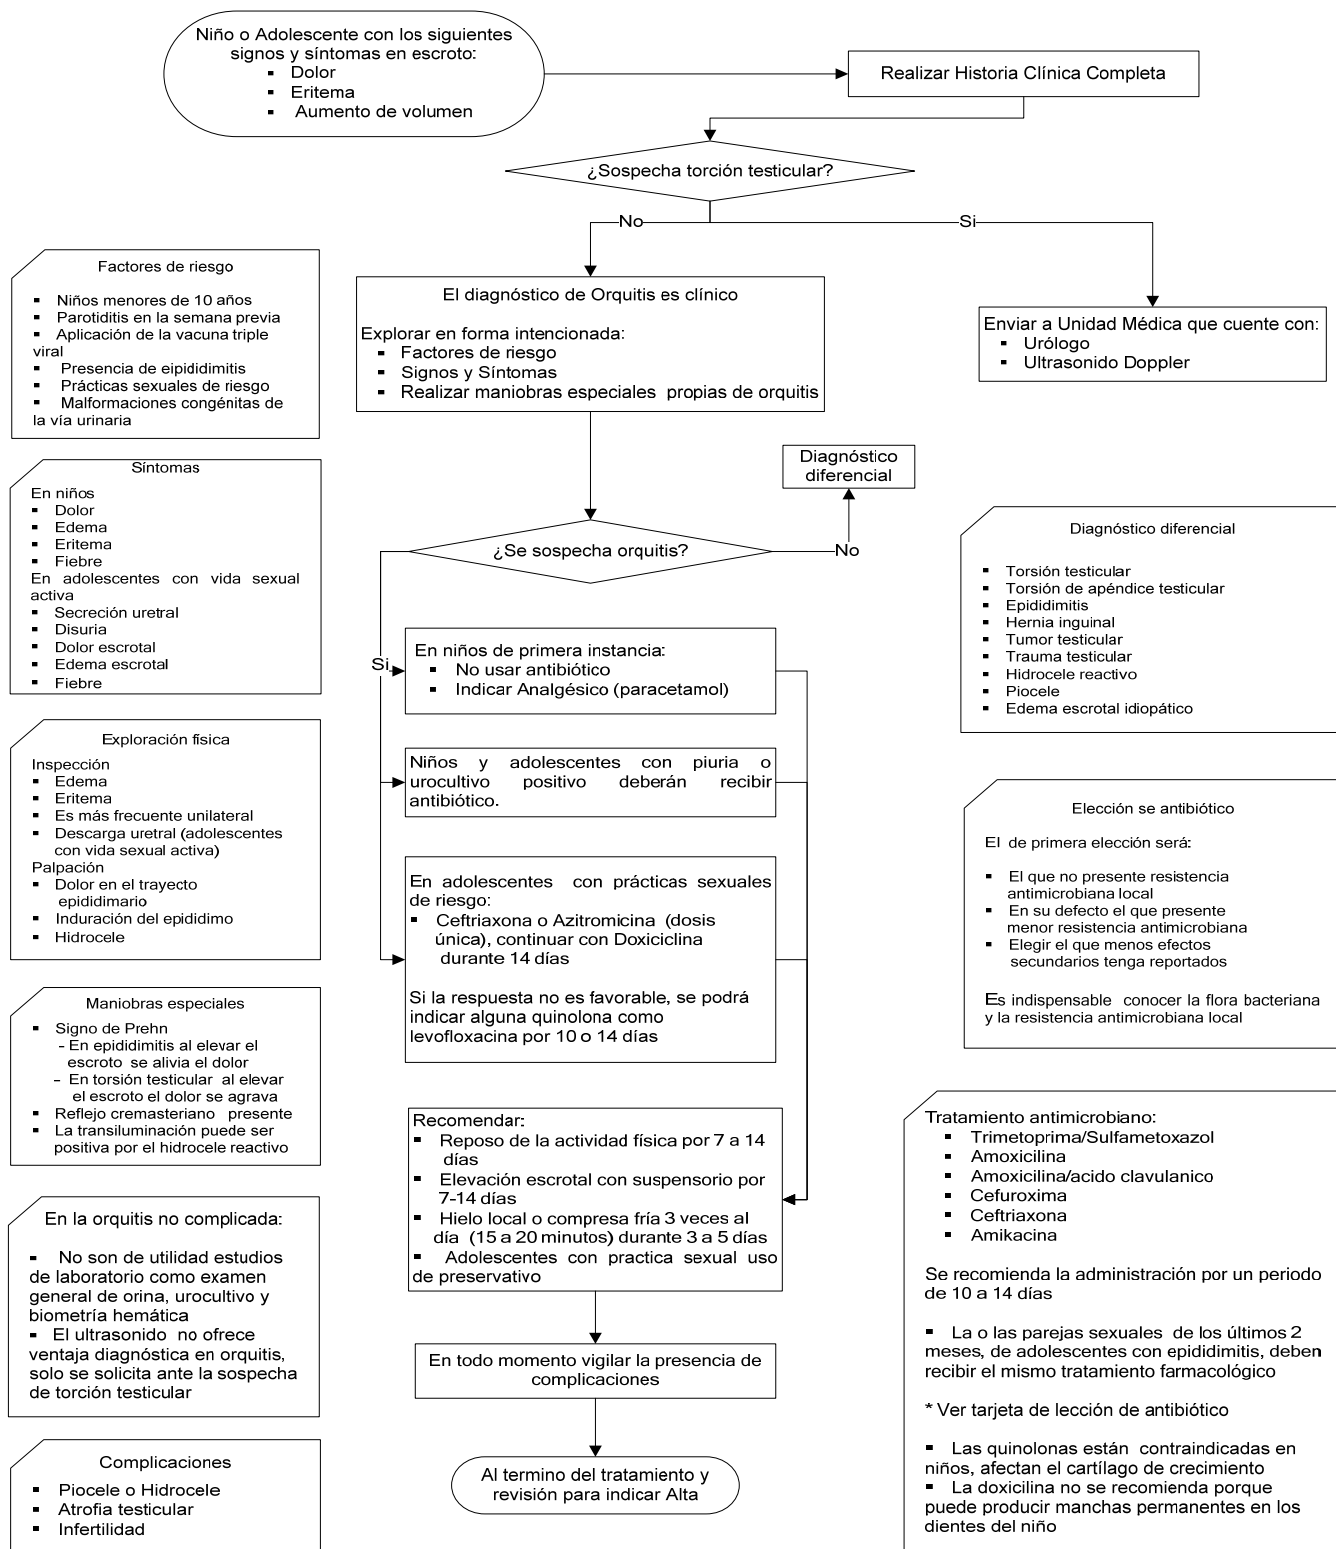 Niño o Adolescente con los siguientes
signos y síntomas en escroto:
▪ Dolor
▪ Eritema
▪ Aumento de volumen
Realizar Historia Clínica Completa
¿Sospecha torción testicular?
No
Si
Factores de riesgo
▪ Niños menores de 10 años
▪ Parotiditis en la semana previa
▪ Aplicación de la vacuna triple
viral
▪ Presencia de eipididimitis
▪ Prácticas sexuales de riesgo
▪ Malformaciones congénitas de
la vía urinaria
El diagnóstico de Orquitis es clínico
Explorar en forma intencionada:
▪ Factores de riesgo
▪ Signos y Síntomas
▪ Realizar maniobras especiales propias de orquitis
Enviar a Unidad Médica que cuente con:
▪ Urólogo
▪ Ultrasonido Doppler
Síntomas
En niños
▪ Dolor
▪ Edema
▪ Eritema
▪ Fiebre
En adolescentes con vida sexual
activa
▪ Secreción uretral
▪ Disuria
▪ Dolor escrotal
▪ Edema escrotal
▪ Fiebre
Diagnóstico
diferencial
¿Se sospecha orquitis?
No
Si
Diagnóstico diferencial
▪ Torsión testicular
▪ Torsión de apéndice testicular
▪ Epididimitis
▪ Hernia inguinal
▪ Tumor testicular
▪ Trauma testicular
▪ Hidrocele reactivo
▪ Piocele
▪ Edema escrotal idiopático
En niños de primera instancia:
▪ No usar antibiótico
▪ Indicar Analgésico (paracetamol)
Exploración física
Inspección
▪ Edema
▪ Eritema
▪ Es más frecuente unilateral
▪ Descarga uretral (adolescentes
con vida sexual activa)
Palpación
▪ Dolor en el trayecto
epididimario
▪ Induración del epidídimo
▪ Hidrocele
Niños y adolescentes con piuria o
urocultivo positivo deberán recibir
antibiótico.
Elección se antibiótico
El de primera elección será:
▪ El que no presente resistencia
antimicrobiana local
▪ En su defecto el que presente
menor resistencia antimicrobiana
▪ Elegir el que menos efectos
secundarios tenga reportados
Es indispensable conocer la flora bacteriana
y la resistencia antimicrobiana local
En adolescentes con prácticas sexuales
de riesgo:
▪ Ceftriaxona o Azitromicina (dosis
única), continuar con Doxiciclina
durante 14 días
Si la respuesta no es favorable, se podrá
indicar alguna quinolona como
levofloxacina por 10 o 14 días
Maniobras especiales
▪ Signo de Prehn
- En epididimitis al elevar el
escroto se alivia el dolor
- En torsión testicular al elevar
el escroto el dolor se agrava
▪ Reflejo cremasteriano presente
▪ La transiluminación puede ser
positiva por el hidrocele reactivo
Recomendar:
▪ Reposo de la actividad física por 7 a 14
días
▪ Elevación escrotal con suspensorio por
7-14 días
▪ Hielo local o compresa fría 3 veces al
día (15 a 20 minutos) durante 3 a 5 días
▪ Adolescentes con practica sexual uso
de preservativo
Tratamiento antimicrobiano:
▪ Trimetoprima/Sulfametoxazol
▪ Amoxicilina
▪ Amoxicilina/acido clavulanico
▪ Cefuroxima
▪ Ceftriaxona
▪ Amikacina
Se recomienda la administración por un periodo
de 10 a 14 días
▪ La o las parejas sexuales de los últimos 2
meses, de adolescentes con epididimitis, deben
recibir el mismo tratamiento farmacológico
* Ver tarjeta de lección de antibiótico
▪ Las quinolonas están contraindicadas en
niños, afectan el cartílago de crecimiento
▪ La doxicilina no se recomienda porque
puede producir manchas permanentes en los
dientes del niño
En la orquitis no complicada:
▪ No son de utilidad estudios
de laboratorio como examen
general de orina, urocultivo y
biometría hemática
▪ El ultrasonido no ofrece
ventaja diagnóstica en orquitis,
solo se solicita ante la sospecha
de torción testicular
En todo momento vigilar la presencia de
complicaciones
Complicaciones
▪ Piocele o Hidrocele
▪ Atrofia testicular
▪ Infertilidad
Al termino del tratamiento y
revisión para indicar Alta